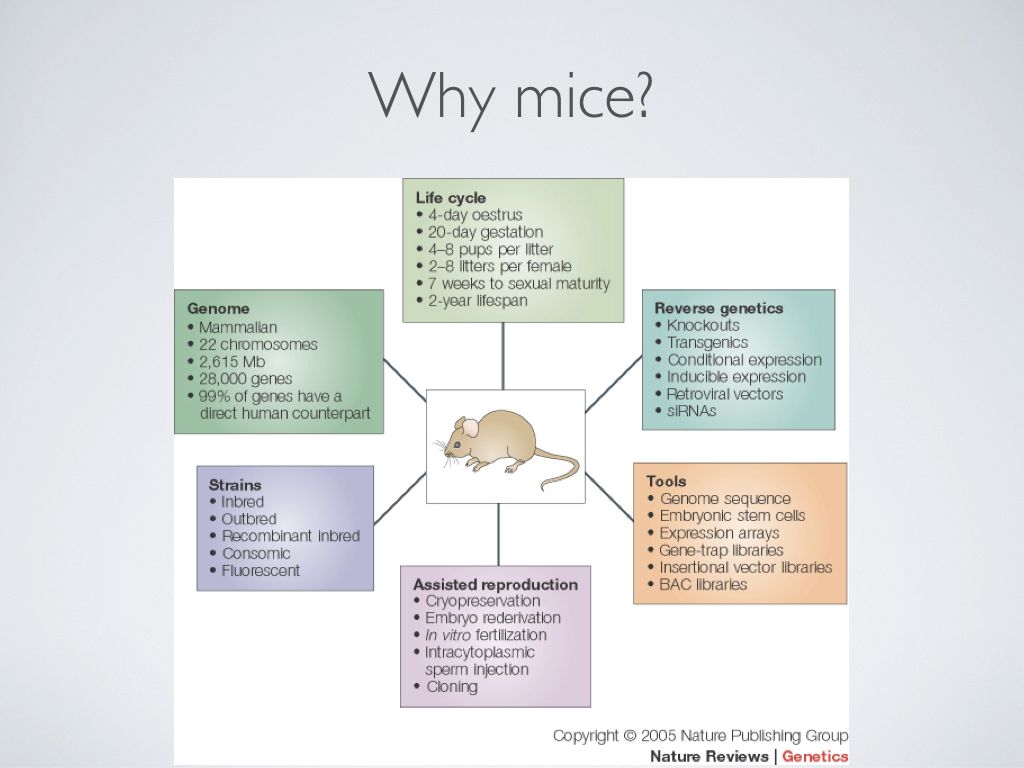 Why mice?
Life cycle
• 4-day oestrus
• 20-day gestation
• 4–8 pups per litter
• 2–8 litters per female
• 7 weeks to sexual maturity
• 2-year lifespan
Genome
• Mammalian
• 22 chromosomes
• 2,615 Mb
• 28,000 genes
• 99% of genes have a
direct human counterpart
Reverse genetics
• Knockouts
• Transgenics
• Conditional expression
• Inducible expression
• Retroviral vectors
• siRNAs
Strains
• Inbred
• Outbred
• Recombinant inbred
• Consomic
• Fluorescent
Tools
• Genome sequence
• Embryonic stem cells
• Expression arrays
• Gene-trap libraries
• Insertional vector libraries
• BAC libraries
Assisted reproduction
• Cryopreservation
• Embryo rederivation
• In vitro fertilization
• Intracytoplasmic
sperm injection
• Cloning
Copyright © 2005 Nature Publishing Group
Nature Reviews | Genetics